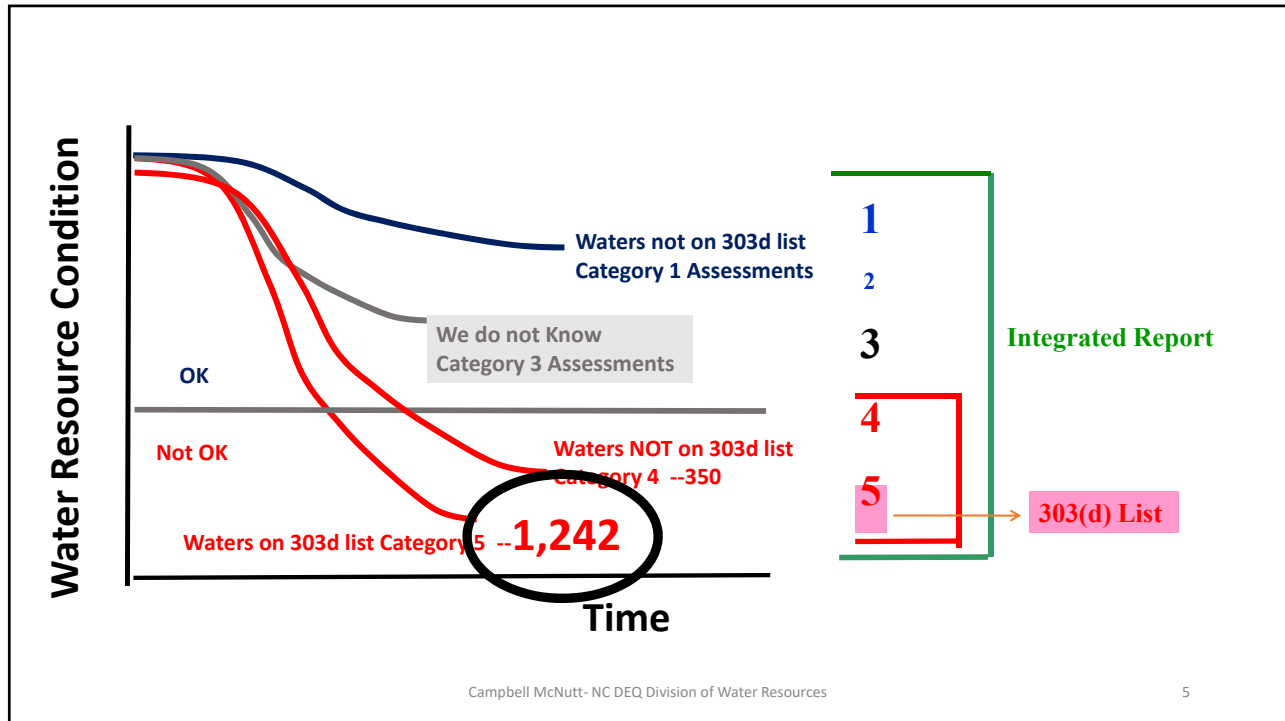 Water Resource Condition
Waters not on 303d list
Category 1 Assessments
We do not Know
Category 3 Assessments
OK
Not OK
Waters NOT on 303d list
Category 4 --350
Waters on 303d list Category 5 --1,242
Time
1
2
3
4
5
Integrated Report
303(d) List
Campbell McNutt- NC DEQ Division of Water Resources
5